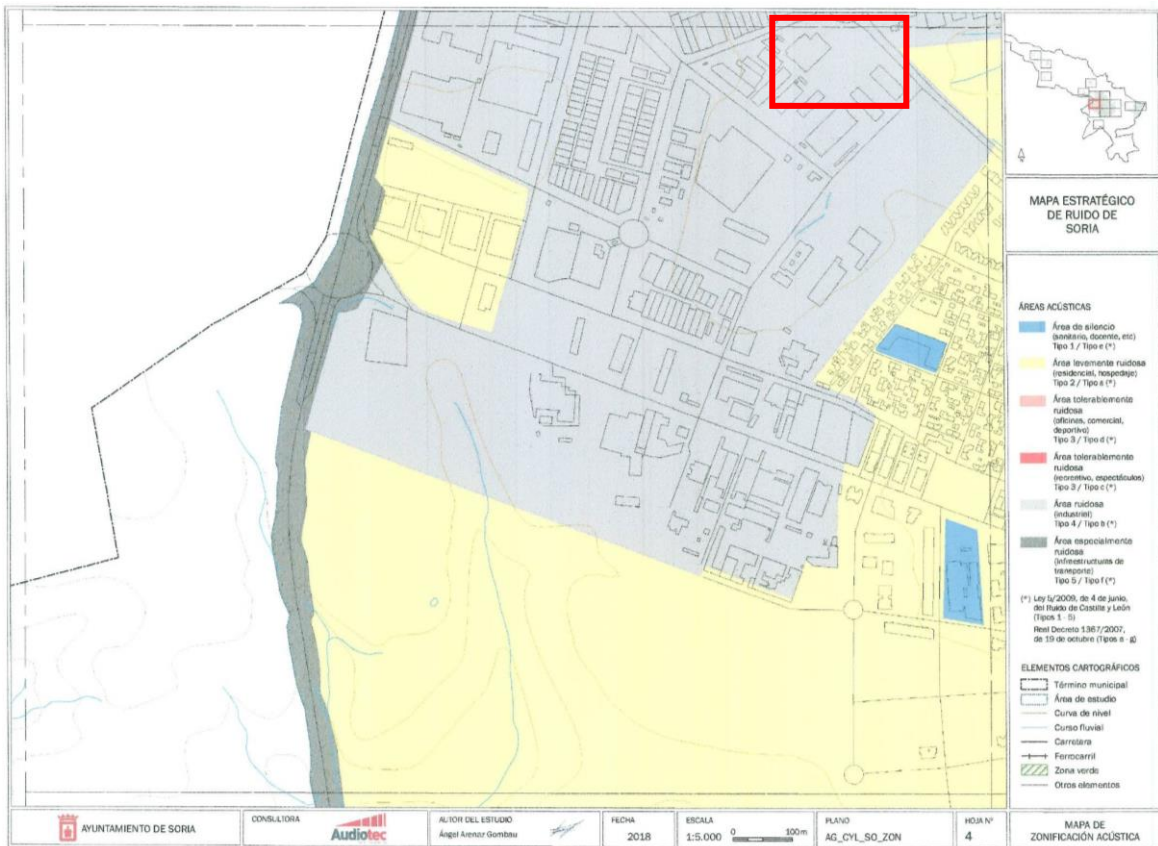 MAPA ESTRATÉGICO
DE RUIDO DE
SORIA
ÁREAS ACÚSTICAS
Área de silencio
(sanitario, docente, etc)
Tipo 1 / Tipo e (*)
Área levemente ruidosa
(residencial, hospedaje)
Tipo 2 / Tipo a (*)
Área tolerablemente
ruidosa
(oficinas, comercial,
deportivo)
Tipo 3 / Tipo d (*)
Área tolerablemente
ruidosa
(recreativo, espectáculos)
Tipo 3 / Tipo c (*)
Área ruidosa
(industrial)
Tipo 4 / Tipo b (*)
Área especialmente
ruidosa
(infraestructuras de
transporte)
Tipo 5 / Tipo f (*)
(*) Ley 5/2009, de 4 de junio,
del Ruido de Castilla y León
(Tipos 1 - 5)
Real Decreto 1367/2007,
de 19 de octubre (Tipos a - g)
ELEMENTOS CARTOGRÁFICOS
Término municipal
Área de estudio
Curva de nivel
Curso fluvial
Carretera
Ferrocarril
Zona verde
Otros elementos
AYUNTAMIENTO DE SORIA
CONSULTORA
Audiotec
AUTOR DEL ESTUDIO
Ángel Arenaz Gombau
FECHA
2018
ESCALA
1:5.000
0 100m
PLANO
AG_CYL_SO_ZON
HOJA Nº
4
MAPA DE
ZONIFICACIÓN ACÚSTICA